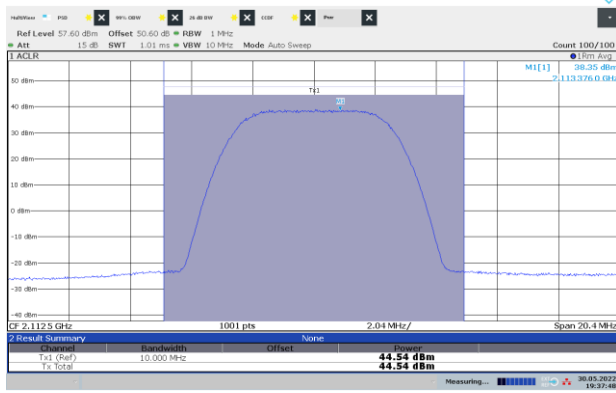 MultiView PSD X 99% OBW X 26 dB BW X CCDF X Pwr X
Ref Level 57.60 dBm Offset 50.60 dB RBW 1 MHz
Att 15 dB SWT 1.01 ms VBW 10 MHz Mode Auto Sweep Count 100/100
1 ACLR 1Rm Avg
M1[1] 38.35 dBm
2.113 376 0 GHz
50 dBm
Tx1
M1
40 dBm
30 dBm
20 dBm
10 dBm
0 dBm
-10 dBm
-20 dBm
-30 dBm
-40 dBm
CF 2.112 5 GHz 1001 pts 2.04 MHz/ Span 20.4 MHz
2 Result Summary None
Channel Bandwidth Offset Power
Tx1 (Ref) 10.000 MHz 44.54 dBm
Tx Total 44.54 dBm
Measuring... 30.05.2022
19:37:48